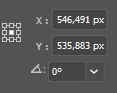 X : 546,491 px
Y : 535,883 px
: 0°